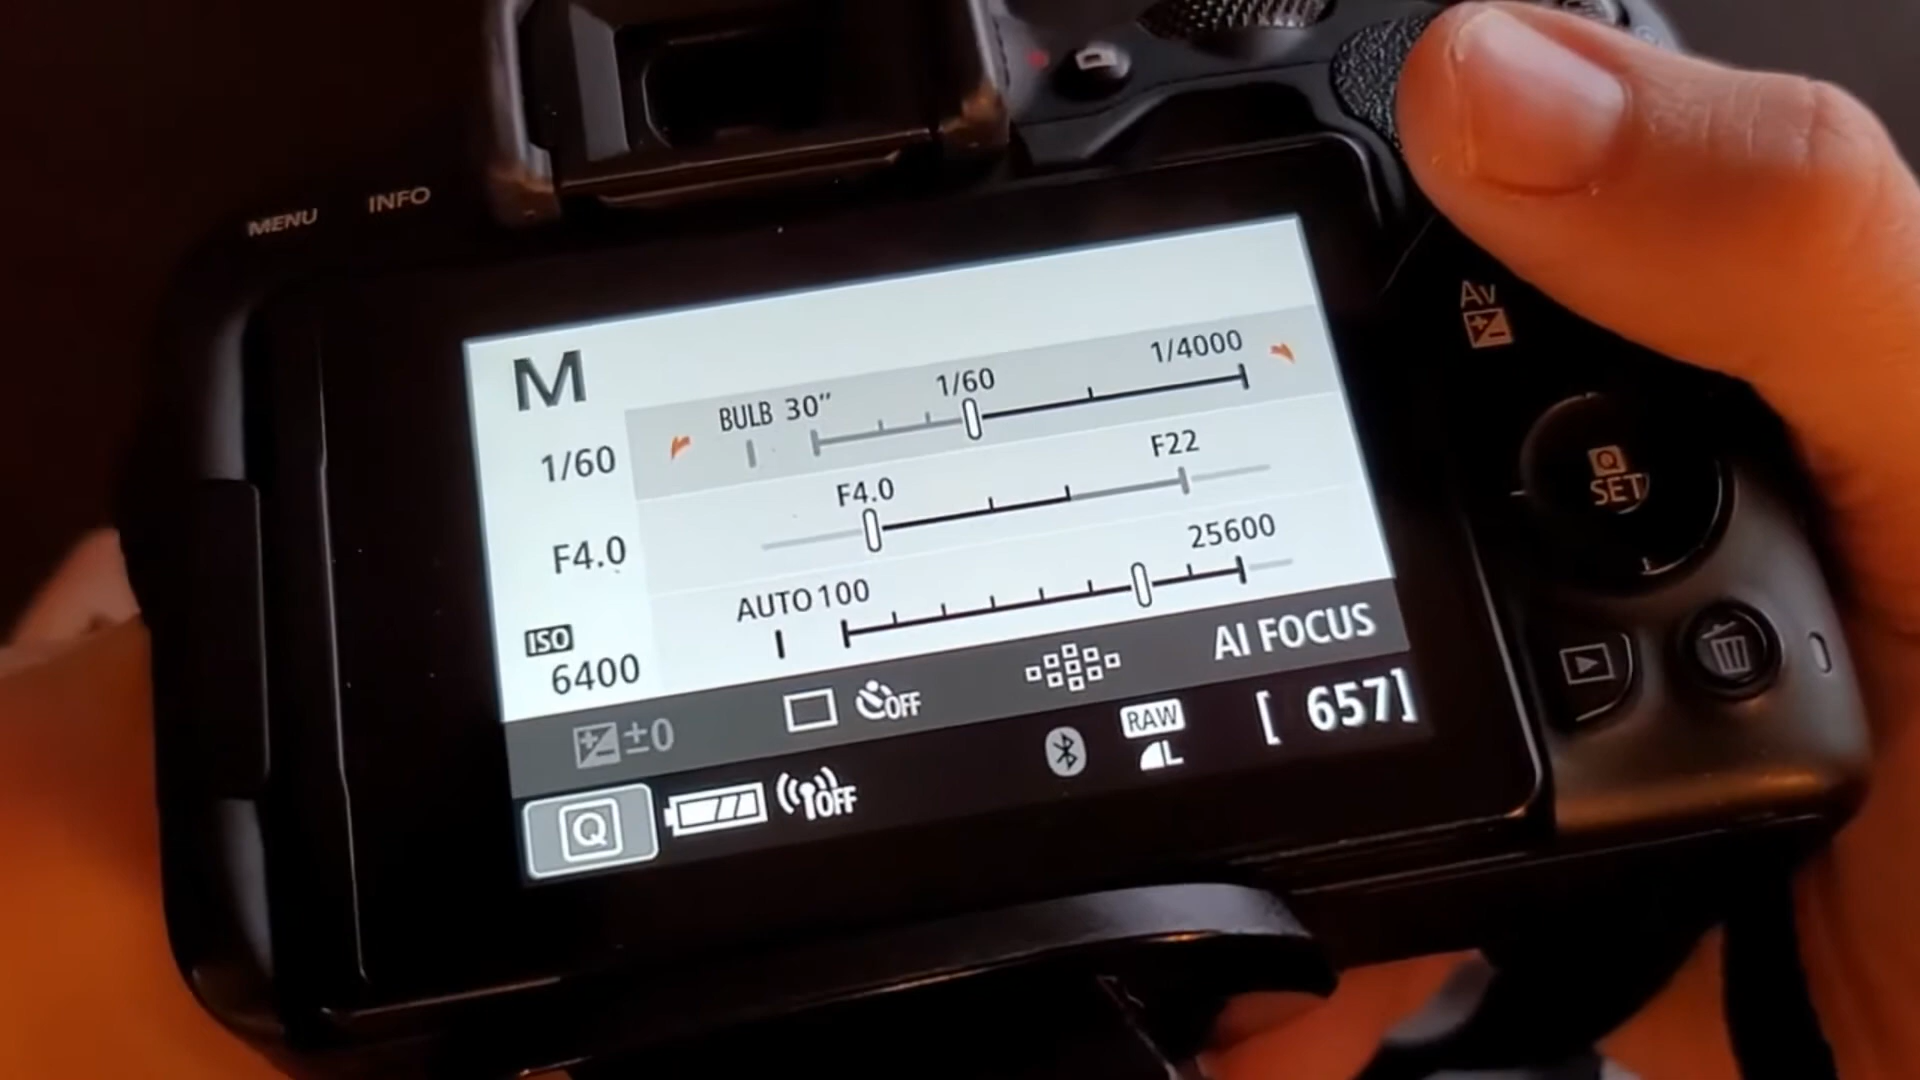 MENU INFO
M
1/60 BULB 30" 1/60 1/4000
F4.0 F4.0 F22
ISO
6400 AUTO 100 25600
±0 OFF AI FOCUS
Q OFF RAW
L [ 657]
Av
Q
SET